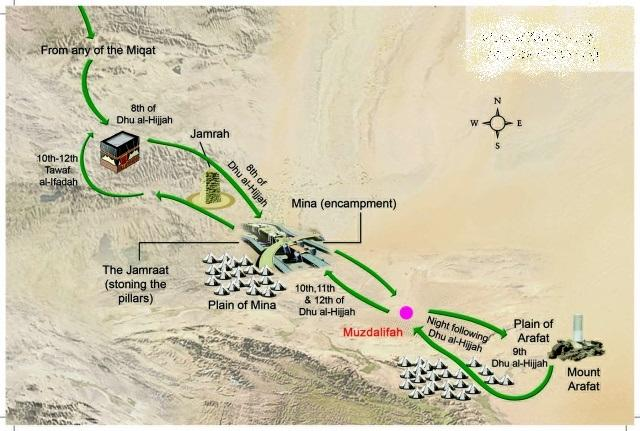 From any of the Miqat
8th of
Dhu al-Hijjah
Jamrah
10th-12th
Tawaf
al-Ifadah
8th of
Dhu al-Hijjah
N
W
E
S
Mina (encampment)
The Jamraat
(stoning the
pillars)
Plain of Mina
10th,11th
& 12th of
Dhu al-Hijjah
Muzdalifah
Night following
Dhu al-Hijjah
Plain of
Arafat
9th
Dhu al-Hijjah
Mount
Arafat